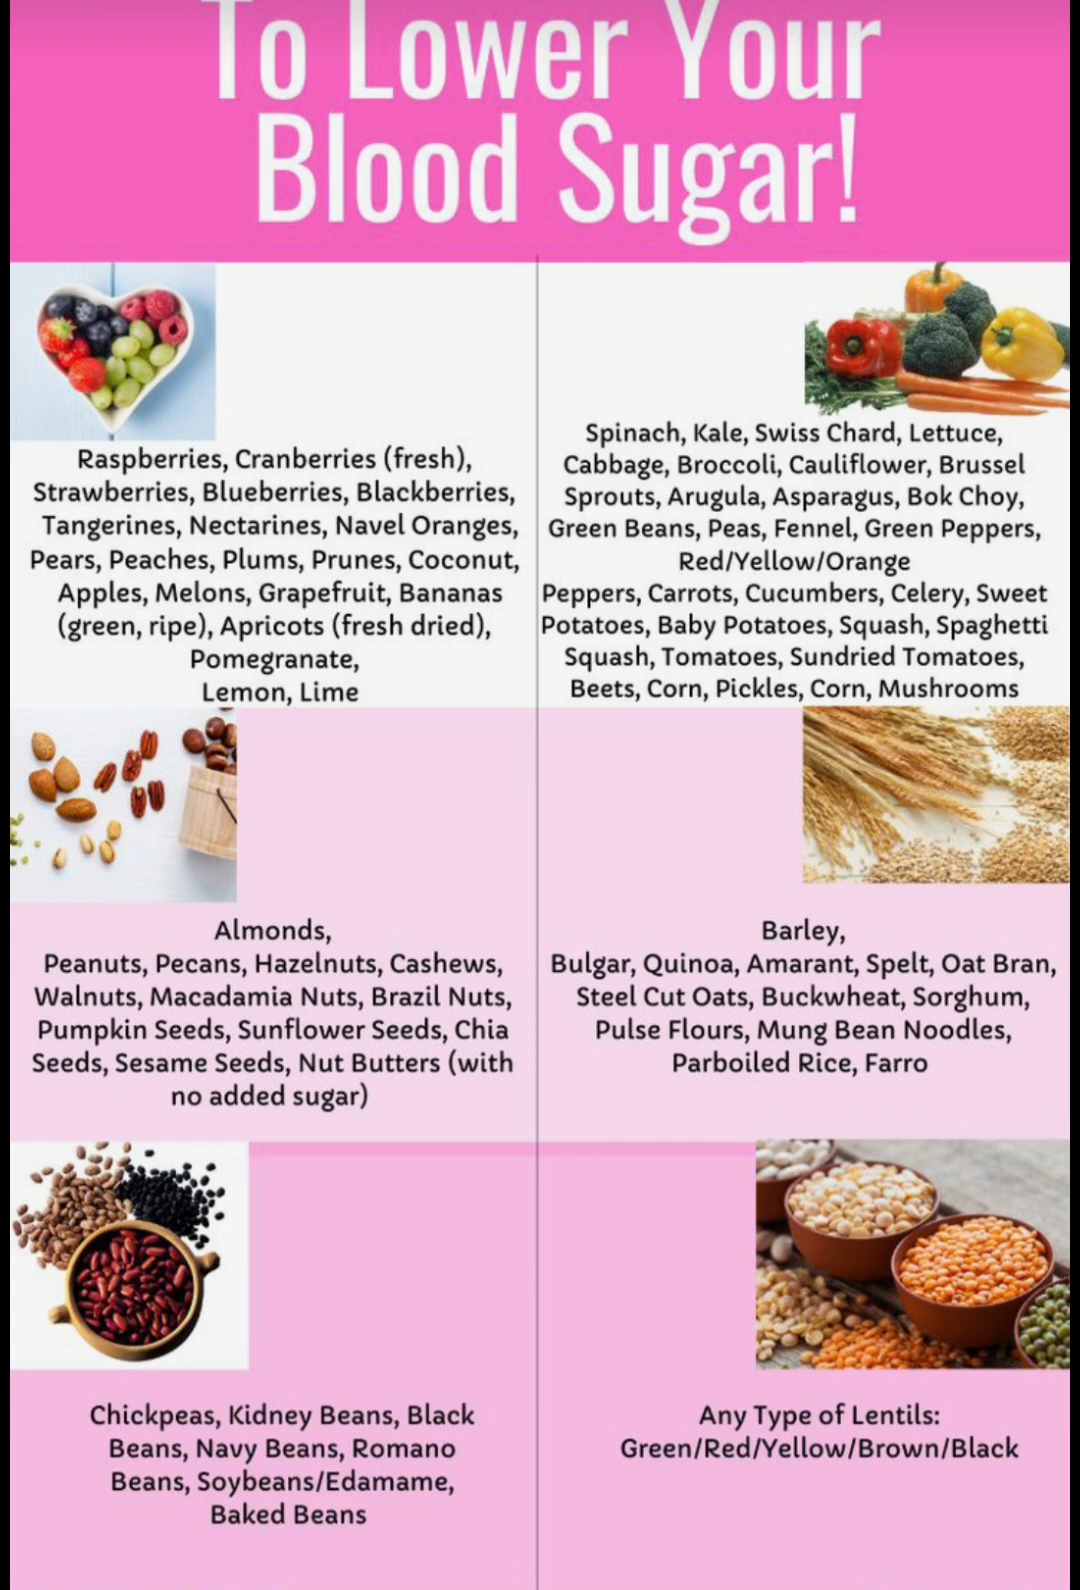 To Lower Your
Blood Sugar!
Raspberries, Cranberries (fresh),
Strawberries, Blueberries, Blackberries,
Tangerines, Nectarines, Navel Oranges,
Pears, Peaches, Plums, Prunes, Coconut,
Apples, Melons, Grapefruit, Bananas
(green, ripe), Apricots (fresh dried),
Pomegranate,
Lemon, Lime
Spinach, Kale, Swiss Chard, Lettuce,
Cabbage, Broccoli, Cauliflower, Brussel
Sprouts, Arugula, Asparagus, Bok Choy,
Green Beans, Peas, Fennel, Green Peppers,
Red/Yellow/Orange
Peppers, Carrots, Cucumbers, Celery, Sweet
Potatoes, Baby Potatoes, Squash, Spaghetti
Squash, Tomatoes, Sundried Tomatoes,
Beets, Corn, Pickles, Corn, Mushrooms
Almonds,
Peanuts, Pecans, Hazelnuts, Cashews,
Walnuts, Macadamia Nuts, Brazil Nuts,
Pumpkin Seeds, Sunflower Seeds, Chia
Seeds, Sesame Seeds, Nut Butters (with
no added sugar)
Barley,
Bulgar, Quinoa, Amarant, Spelt, Oat Bran,
Steel Cut Oats, Buckwheat, Sorghum,
Pulse Flours, Mung Bean Noodles,
Parboiled Rice, Farro
Chickpeas, Kidney Beans, Black
Beans, Navy Beans, Romano
Beans, Soybeans/Edamame,
Baked Beans
Any Type of Lentils:
Green/Red/Yellow/Brown/Black